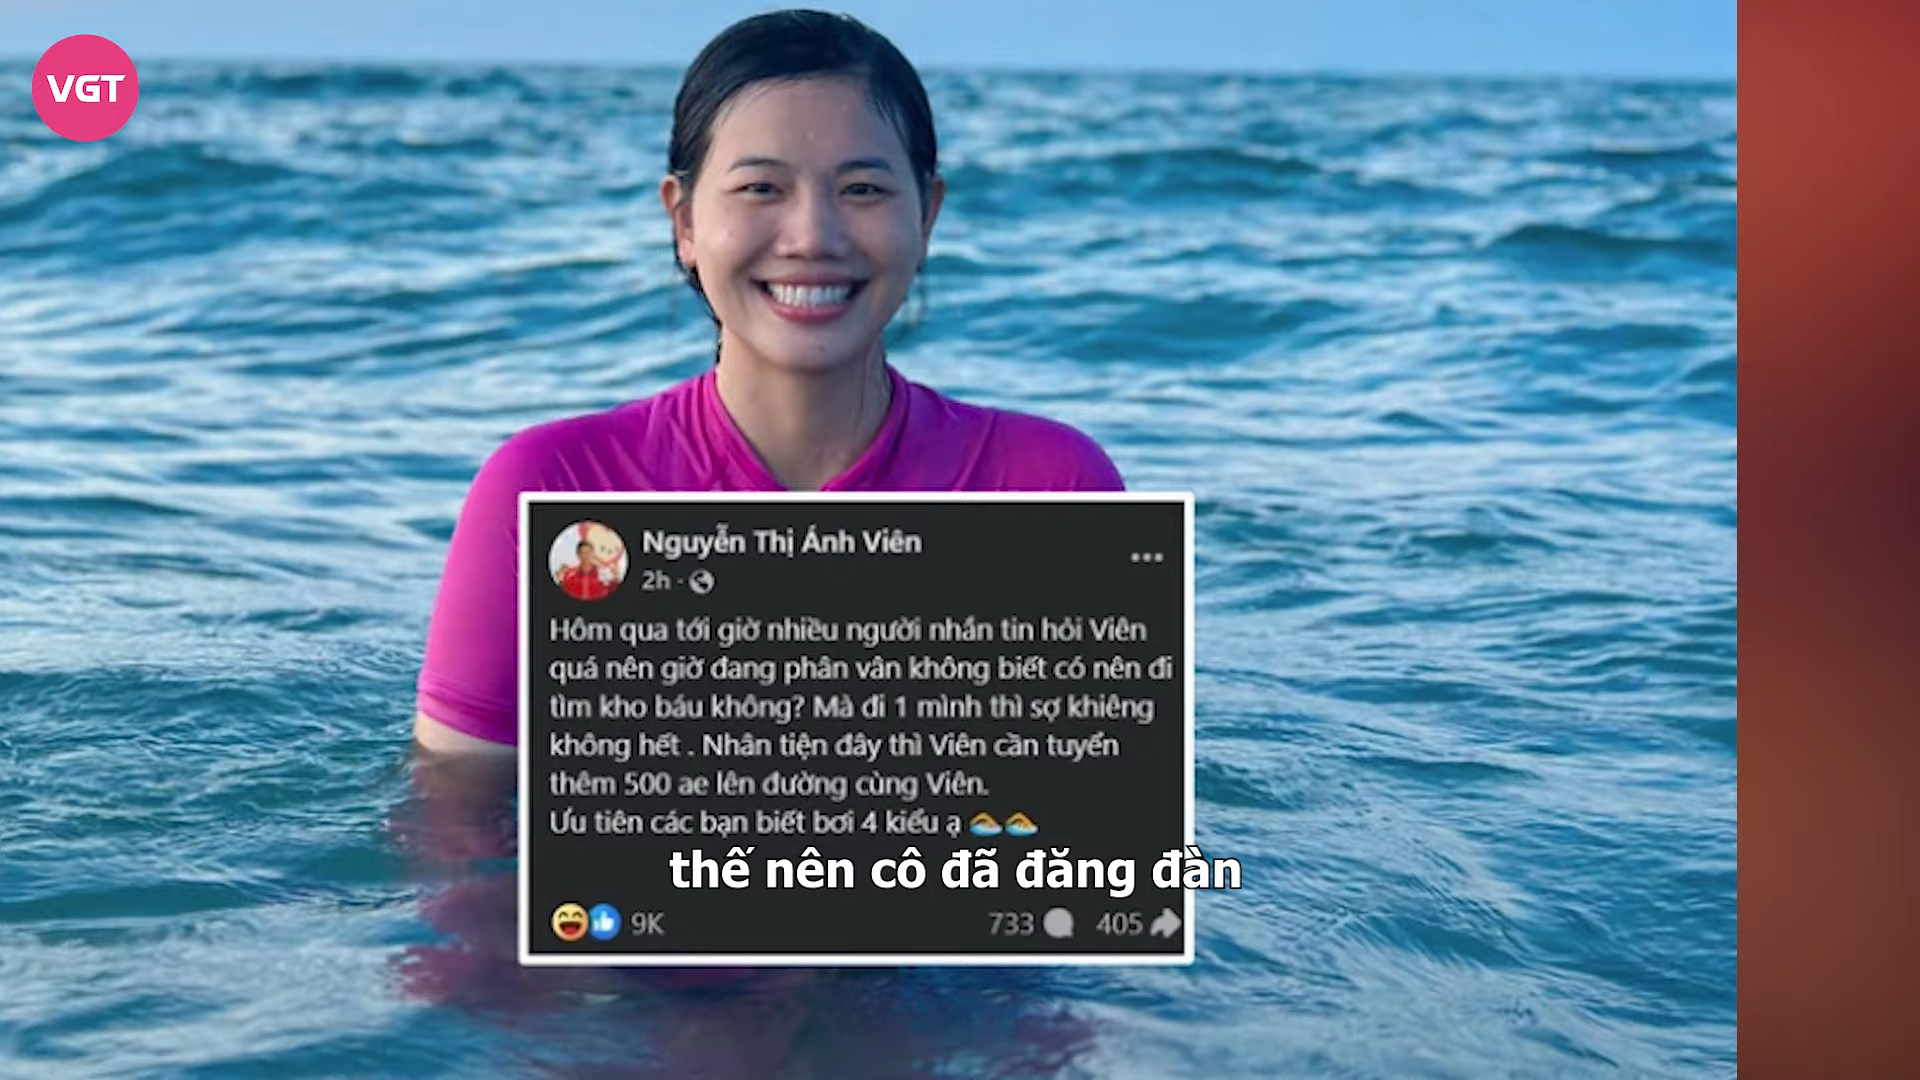 VGT
Nguyễn Thị Ánh Viên
2h ·
Hôm qua tới giờ nhiều người nhắn tin hỏi Viên
quá nên giờ đang phân vân không biết có nên đi
tìm kho báu không? Mà đi 1 mình thì sợ khiêng
không hết . Nhân tiện đây thì Viên cần tuyển
thêm 500 ae lên đường cùng Viên.
Ưu tiên các bạn biết bơi 4 kiểu ạ 🏊🏊
thế nên cô đã đăng đàn
9K 733 405